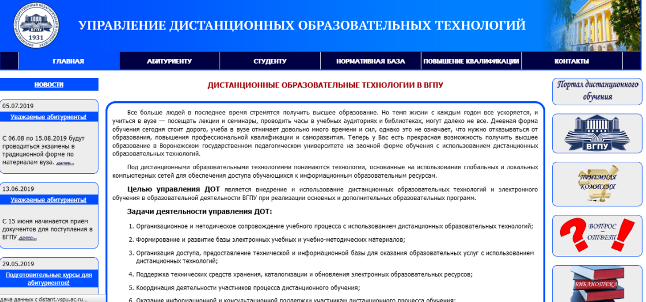 УПРАВЛЕНИЕ ДИСТАНЦИОННЫХ ОБРАЗОВАТЕЛЬНЫХ ТЕХНОЛОГИЙ
1931
ГЛАВНАЯ
АБИТУРИЕНТУ
СТУДЕНТУ
НОРМАТИВНАЯ БАЗА
ПОВЫШЕНИЕ КВАЛИФИКАЦИИ
КОНТАКТЫ
НОВОСТИ
05.07.2019
Уважаемые абитуриенты!
С 06.08 по 15.08.2019 будут
проводиться экзамены в
традиционной форме по
материалам вуза. далее...
13.06.2019
Уважаемые абитуриенты!
С 15 июня начинается приём
документов для поступления в
ВГПУ далее...
29.05.2019
Подготовительные курсы для
абитуриентов!
дача данных с distant.vspu.ac.ru...
ДИСТАНЦИОННЫЕ ОБРАЗОВАТЕЛЬНЫЕ ТЕХНОЛОГИИ В ВГПУ
Все больше людей в последнее время стремятся получить высшее образование. Но темп жизни с каждым годом все ускоряется, и
учиться в вузе — посещать лекции и семинары, проводить часы в учебных аудиториях и библиотеках, могут далеко не все. Дневная форма
обучения сегодня стоит дорого, учеба в вузе отнимает довольно много времени и сил, однако это не означает, что нужно отказываться от
образования, повышения профессиональной квалификации и саморазвития. Теперь у Вас есть прекрасная возможность получить высшее
образование в Воронежском государственном педагогическом университете на заочной форме обучения с использованием дистанционных
образовательных технологий.
Под дистанционными образовательными технологиями понимаются технологии, основанные на использовании глобальных и локальных
компьютерных сетей для обеспечения доступа обучающихся к информационным образовательным ресурсам.
Целью управления ДОТ является внедрение и использование дистанционных образовательных технологий и электронного
обучения в образовательной деятельности ВГПУ при реализации основных и дополнительных образовательных программ.
Задачи деятельности управления ДОТ:
1. Организационное и методическое сопровождение учебного процесса с использованием дистанционных образовательных технологий;
2. Формирование и развитие базы электронных учебных и учебно-методических материалов;
3. Организация доступа, предоставление технической и информационной базы для оказания образовательных услуг с использованием
дистанционных образовательных технологий;
4. Поддержка технических средств хранения, каталогизации и обновления электронных образовательных ресурсов;
5. Координация деятельности участников процесса дистанционного обучения;
6. Оказание информационной и консультационной поддержки участникам дистанционного процесса обучения;
Портал дистанционного
обучения
ВГПУ
ПРИЕМНАЯ
КОМИССИЯ
ВОПРОС
ОТВЕТ
БИБЛИОТЕКА